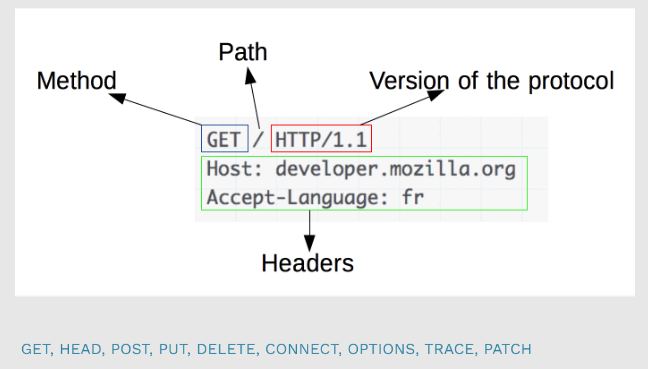 Path
Method
Version of the protocol
GET / HTTP/1.1
Host: developer.mozilla.org
Accept-Language: fr
Headers
GET, HEAD, POST, PUT, DELETE, CONNECT, OPTIONS, TRACE, PATCH